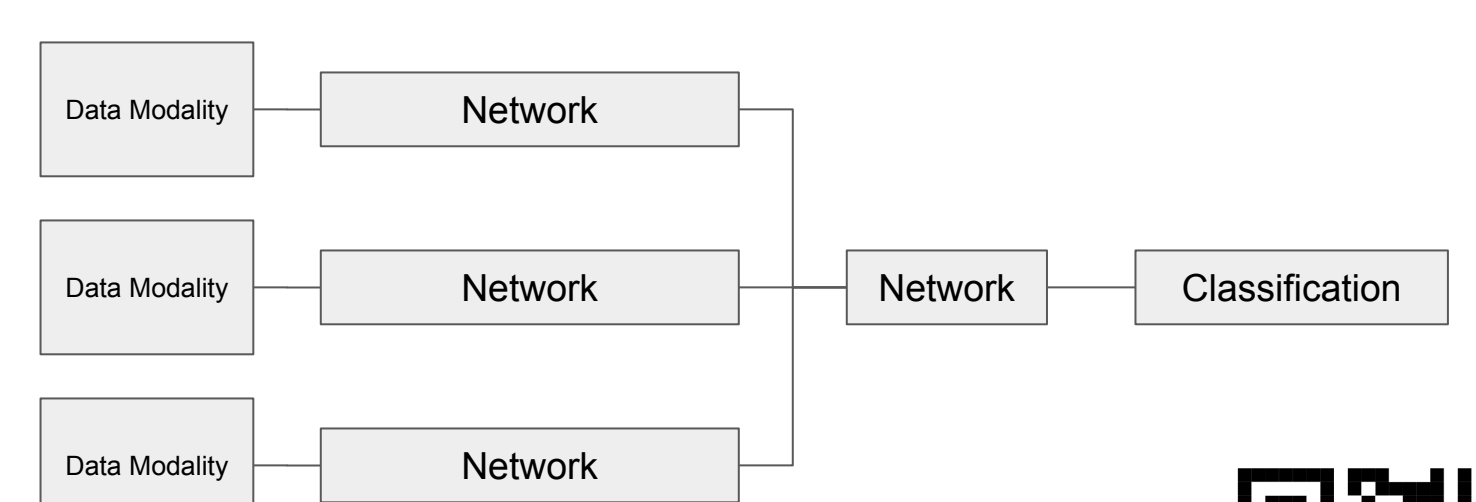 Data Modality
Network
Data Modality
Network
Network
Classification
Data Modality
Network